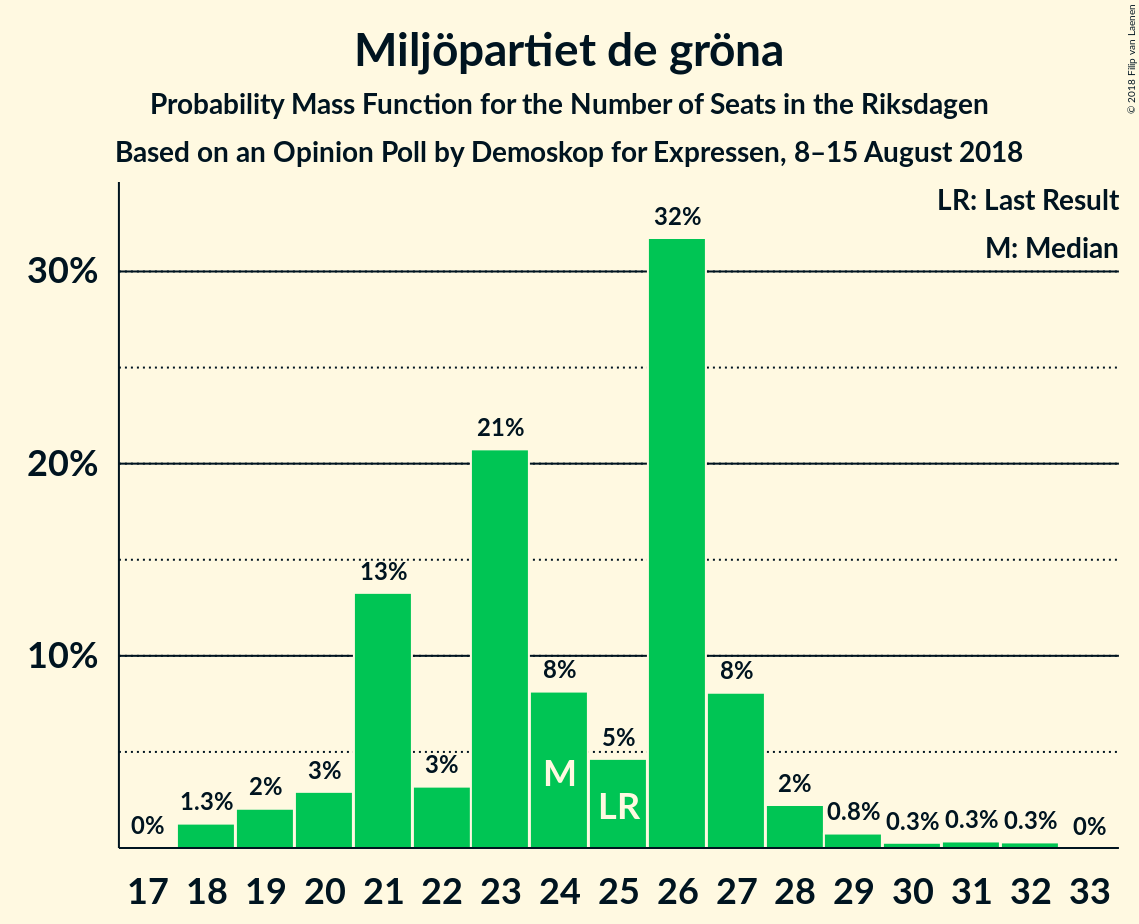 Miljöpartiet de gröna
Probability Mass Function for the Number of Seats in the Riksdagen
Based on an Opinion Poll by Demoskop for Expressen, 8–15 August 2018
© 2018 Filip van Laenen
LR: Last Result
M: Median
30%
20%
10%
0%
1.3%
2%
3%
13%
3%
21%
8%
5%
32%
8%
2%
0.8%
0.3%
0.3%
0.3%
0%
M
LR
17 18 19 20 21 22 23 24 25 26 27 28 29 30 31 32 33